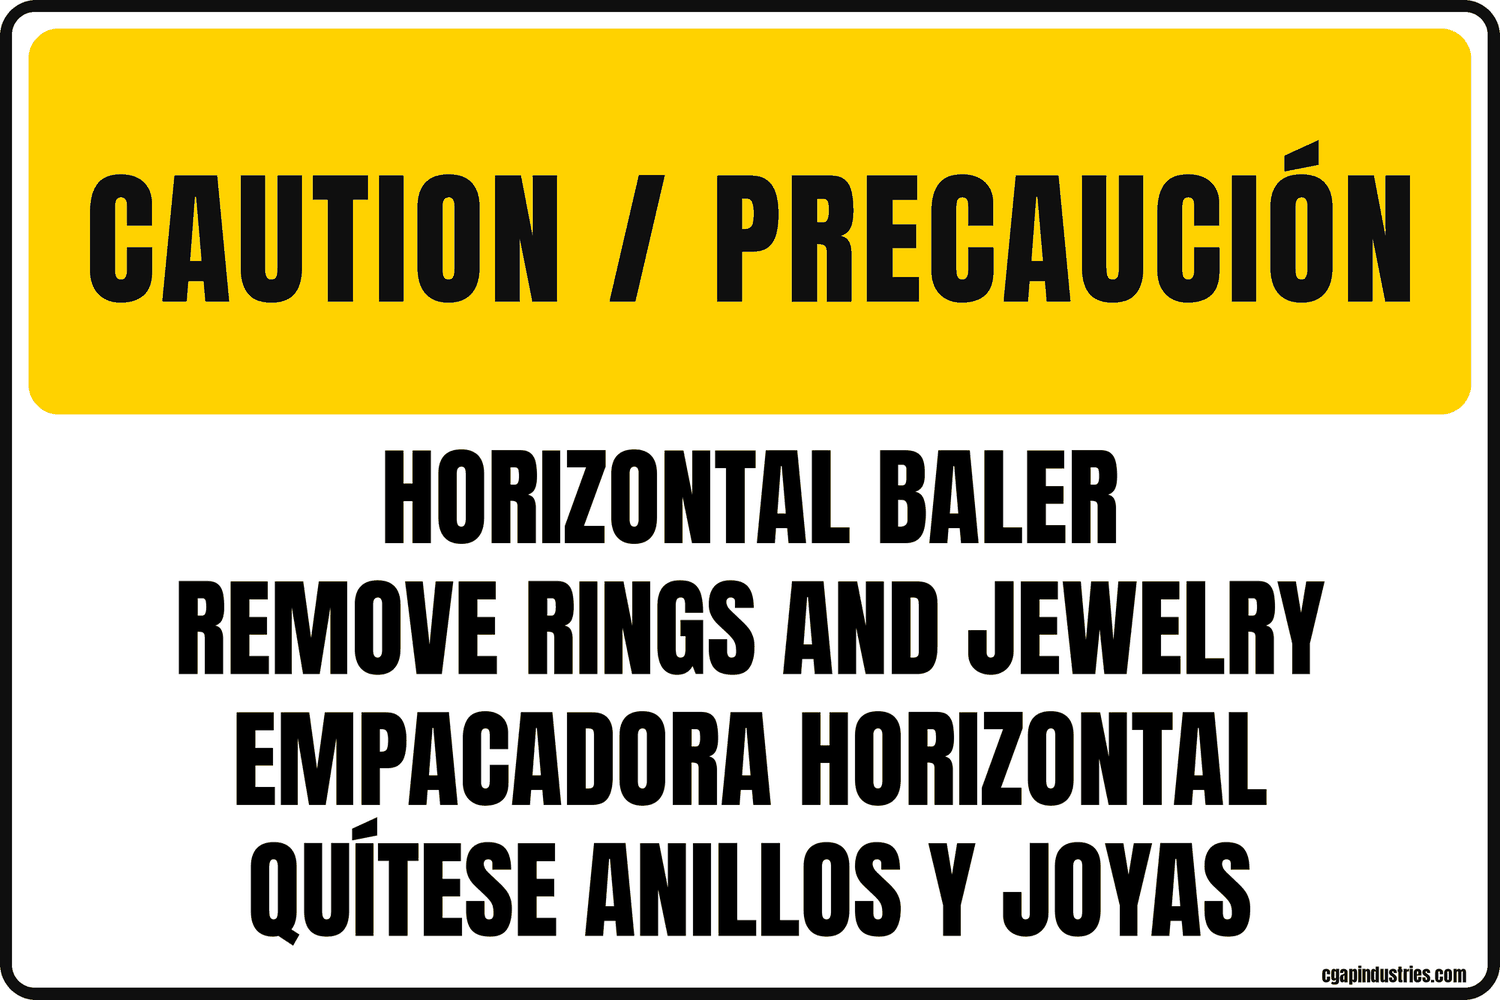 CAUTION / PRECAUCIÓN
HORIZONTAL BALER
REMOVE RINGS AND JEWELRY
EMPACADORA HORIZONTAL
QUÍTESE ANILLOS Y JOYAS
cgapindustries.com